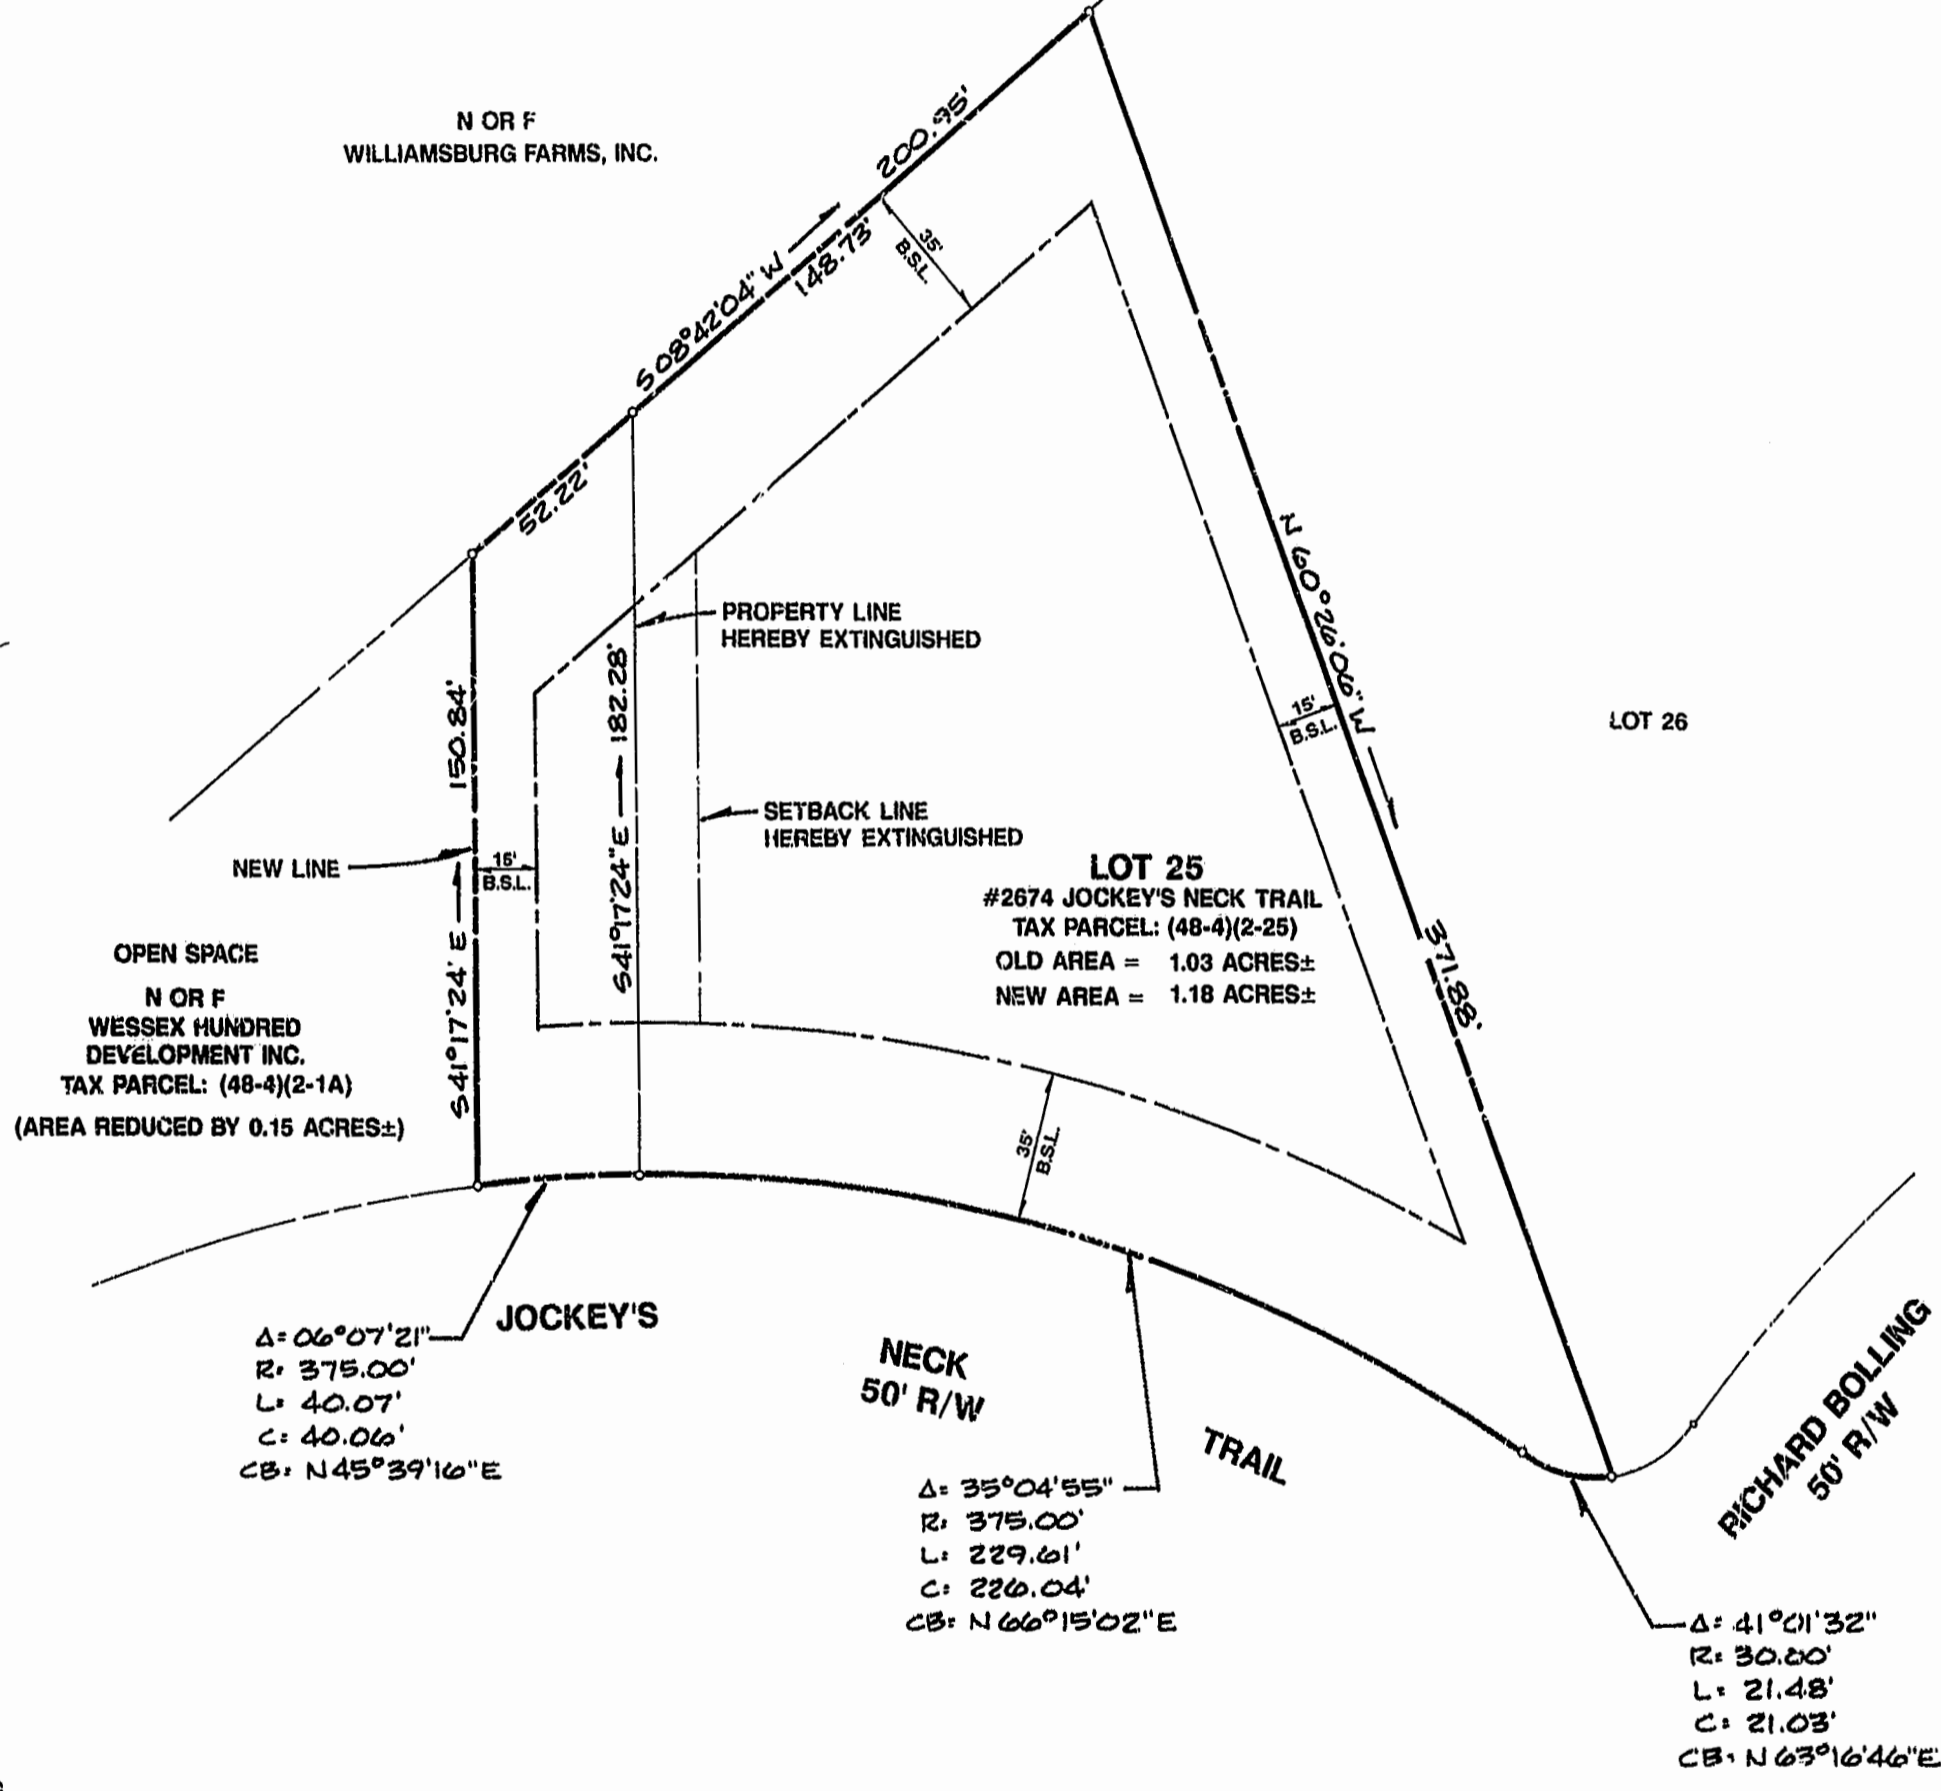 N OR F
WILLIAMSBURG FARMS, INC.
S 08°42'04" W
200.95'
148.73'
52.22'
35'
B.S.L.
PROPERTY LINE
HEREBY EXTINGUISHED
N 60°26'06" W
371.88'
15'
B.S.L.
LOT 26
S41°17'24" E
150.84'
S41°17'24"E
182.28'
SETBACK LINE
HEREBY EXTINGUISHED
NEW LINE
15'
B.S.L.
LOT 25
#2674 JOCKEY'S NECK TRAIL
TAX PARCEL: (48-4)(2-25)
OLD AREA = 1.03 ACRES±
NEW AREA = 1.18 ACRES±
OPEN SPACE
N OR F
WESSEX HUNDRED
DEVELOPMENT INC.
TAX PARCEL: (48-4)(2-1A)
(AREA REDUCED BY 0.15 ACRES±)
35'
B.S.L.
JOCKEY'S
NECK
50' R/W
TRAIL
RICHARD BOLLING
50' R/W
Δ= 06°07'21"
R= 375.00'
L= 40.07'
C= 40.06'
CB= N45°39'16"E
Δ= 35°04'55"
R= 375.00'
L= 229.61'
C= 226.04'
CB= N66°15'02"E
Δ= 41°01'32"
R= 30.00'
L= 21.48'
C= 21.03'
CB= N63°16'46"E